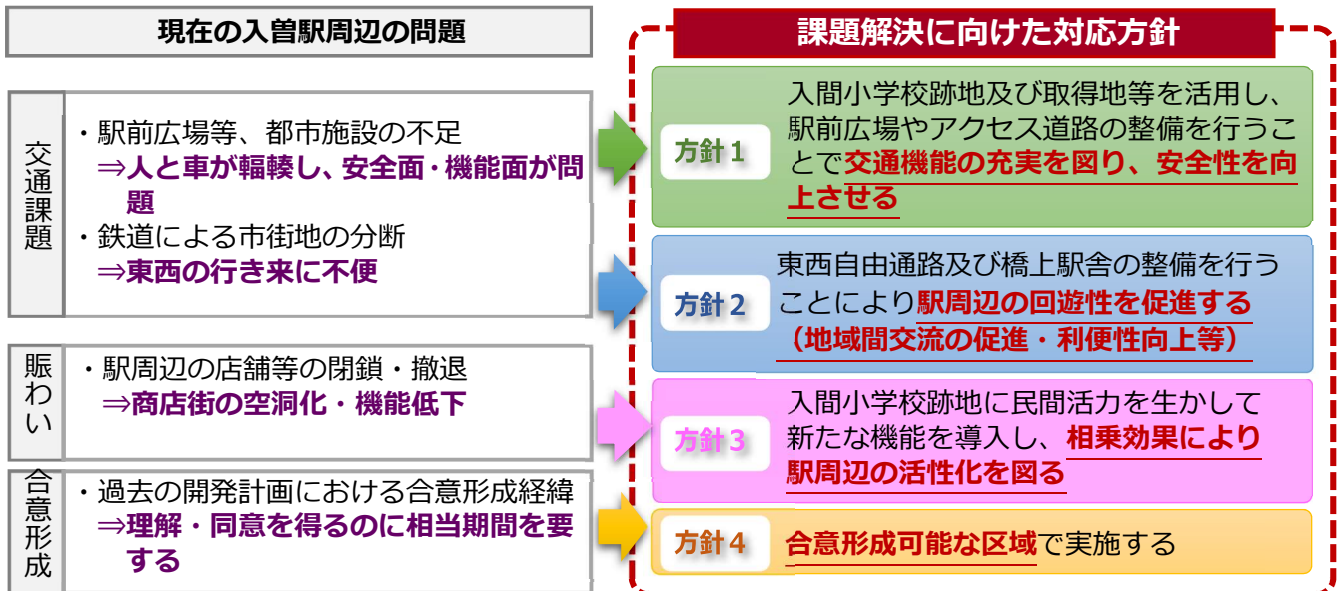 現在の入曽駅周辺の問題
交通課題
・駅前広場等、都市施設の不足
⇒人と車が輻輳し、安全面・機能面が問
題
・鉄道による市街地の分断
⇒東西の行き来に不便
賑わい
・駅周辺の店舗等の閉鎖・撤退
⇒商店街の空洞化・機能低下
合意形成
・過去の開発計画における合意形成経緯
⇒理解・同意を得るのに相当期間を要
する
課題解決に向けた対応方針
方針１
入間小学校跡地及び取得地等を活用し、
駅前広場やアクセス道路の整備を行うこ
とで交通機能の充実を図り、安全性を向
上させる
方針２
東西自由通路及び橋上駅舎の整備を行う
ことにより駅周辺の回遊性を促進する
（地域間交流の促進・利便性向上等）
方針３
入間小学校跡地に民間活力を生かして
新たな機能を導入し、相乗効果により
駅周辺の活性化を図る
方針４
合意形成可能な区域で実施する